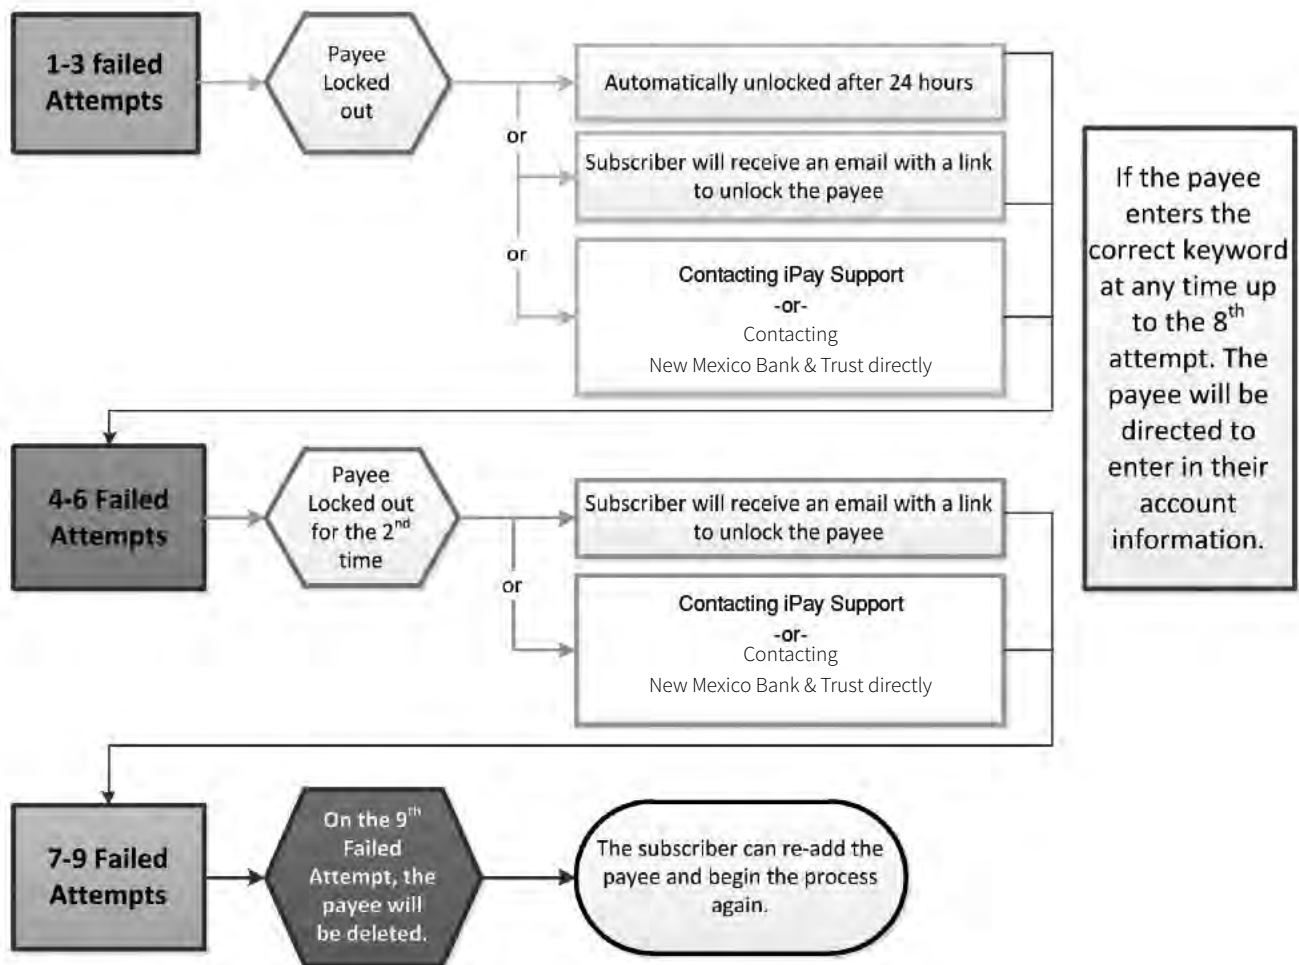 1-3 failed
Attempts
Payee
Locked
out
or
or
Automatically unlocked after 24 hours
Subscriber will receive an email with a link
to unlock the payee
Contacting iPay Support
-or-
Contacting
New Mexico Bank & Trust directly
If the payee
enters the
correct keyword
at any time up
to the 8th
attempt. The
payee will be
directed to
enter in their
account
information.
4-6 Failed
Attempts
Payee
Locked out
for the 2nd
time
or
Subscriber will receive an email with a link
to unlock the payee
Contacting iPay Support
-or-
Contacting
New Mexico Bank & Trust directly
7-9 Failed
Attempts
On the 9th
Failed
Attempt, the
payee will
be deleted.
The subscriber can re-add the
payee and begin the process
again.